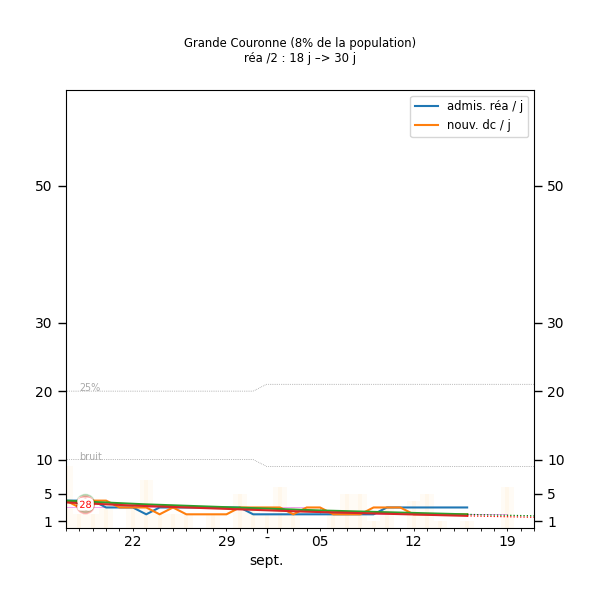 Grande Couronne (8% de la population)
réa /2 : 18 j −> 30 j
admis. réa / j
nouv. dc / j
50 50
30 30
25%
20 20
bruit
10 10
5 5
28
1 1
22 29 - 05 12 19
sept.